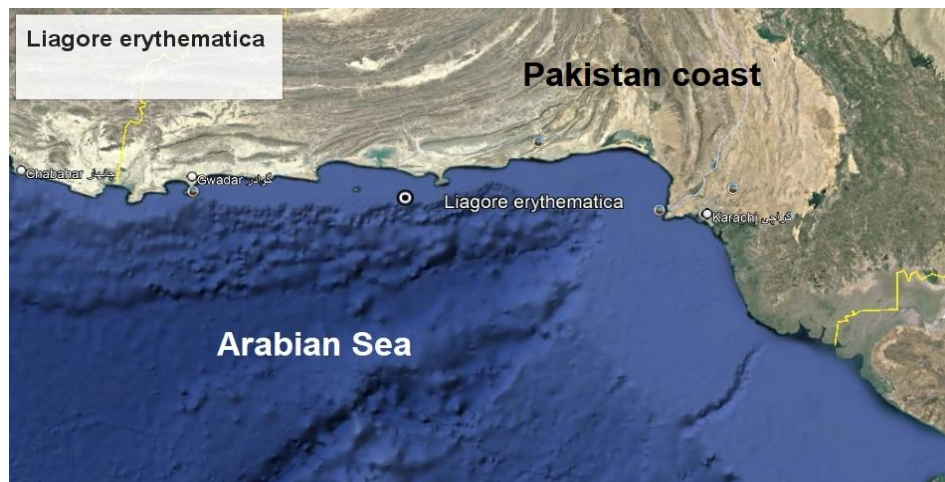 Liagore erythematica
Pakistan coast
Chabahar چابهار
Gwadar گوادر
Liagore erythematica
Karachi کراچی
Arabian Sea